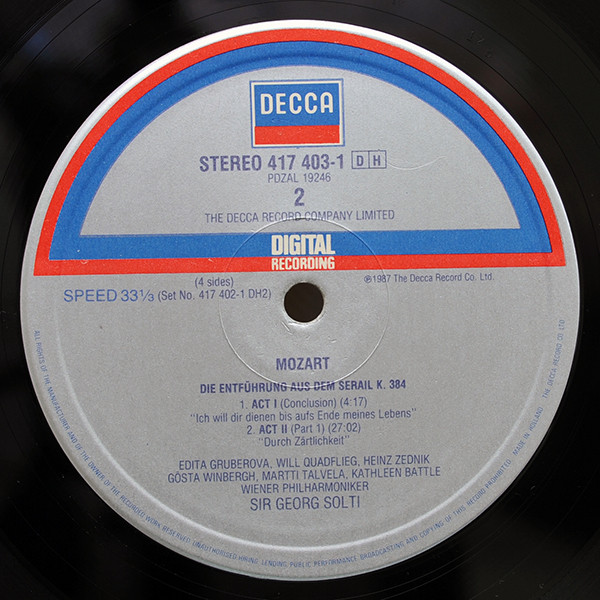 DECCA
STEREO 417 403-1 DH
PDZAL 19246
2
THE DECCA RECORD COMPANY LIMITED
DIGITAL
RECORDING
(4 sides)
℗1987 The Decca Record Co. Ltd.
SPEED 33⅓ (Set No. 417 402-1 DH2)
MOZART
DIE ENTFÜHRUNG AUS DEM SERAIL K. 384
1. ACT I (Conclusion) (4:17)
"Ich will dir dienen bis aufs Ende meines Lebens"
2. ACT II (Part 1) (27:02)
"Durch Zärtlichkeit"
EDITA GRUBEROVA, WILL QUADFLIEG, HEINZ ZEDNIK
GÖSTA WINBERGH, MARTTI TALVELA, KATHLEEN BATTLE
WIENER PHILHARMONIKER
SIR GEORG SOLTI
ALL RIGHTS OF THE MANUFACTURER AND OF THE OWNER OF THE RECORDED WORK RESERVED. UNAUTHORISED HIRING, LENDING, PUBLIC PERFORMANCE, BROADCASTING AND COPYING OF THIS RECORD PROHIBITED. MADE IN HOLLAND. THE DECCA RECORD CO. LTD